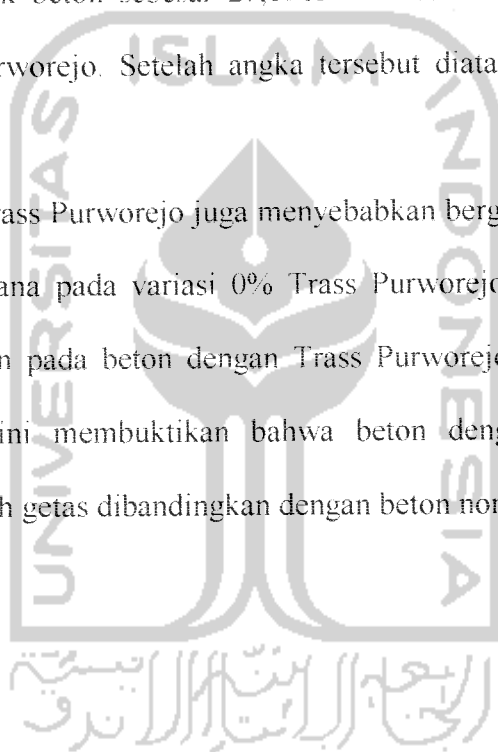 beton sebesar
rworejo. Setelah angka tersebut diata
ISLAM
UNIVERSITAS
INDONESIA
rass Purworejo juga menyebabkan berg
ana pada variasi 0% Trass Purworejo
n pada beton dengan Trass Purworejo
ini membuktikan bahwa beton deng
h getas dibandingkan dengan beton nor